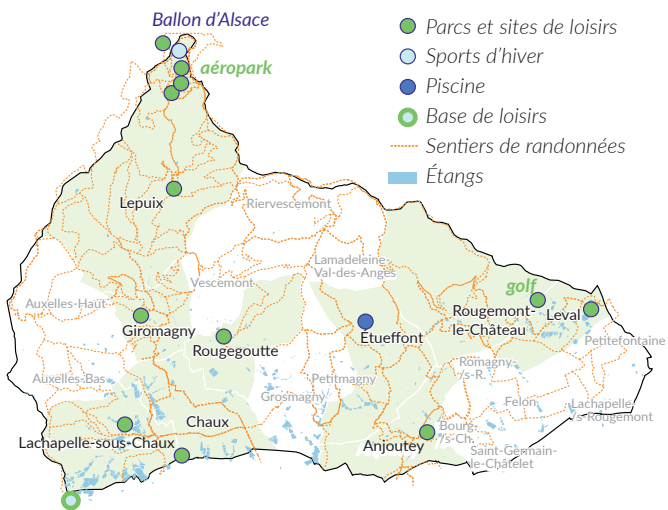 Ballon d'Alsace
aéropark
Parcs et sites de loisirs
Sports d'hiver
Piscine
Base de loisirs
Sentiers de randonnées
Étangs
Lepuix
Riervescemont
Lamadeleine-
Val-des-Anges
Vescemont
Auxelles-Haut
Giromagny
Rougegoutte
Etueffont
golf
Rougemont-
le-Château
Leval
Petitefontaine
Auxelles-Bas
Petitmagny
Grosmagny
Romagny-
/s-R.
Felon
Lachapelle-
/s-Rougemont
Chaux
Lachapelle-sous-Chaux
Anjoutey
Bourg-
/s-Ch.
Saint-Germain-
le-Châtelet